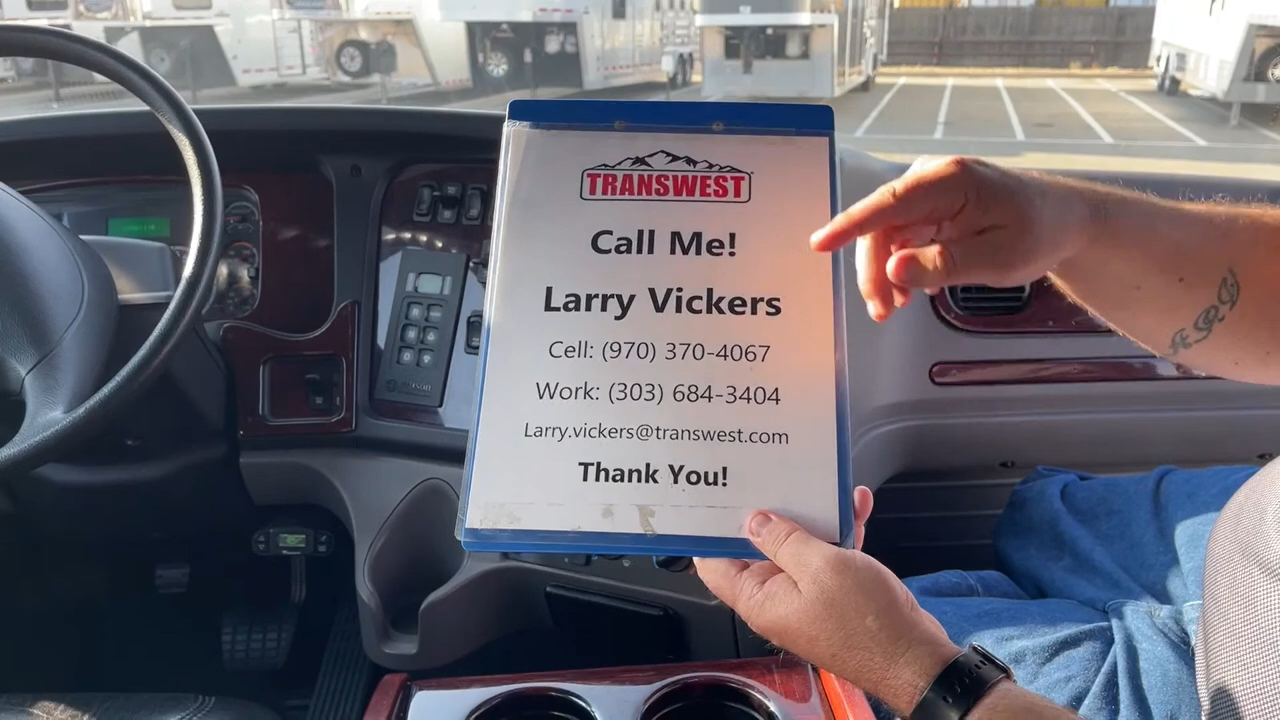 TRANSWEST
Call Me!
Larry Vickers
Cell: (970) 370-4067
Work: (303) 684-3404
Larry.vickers@transwest.com
Thank You!